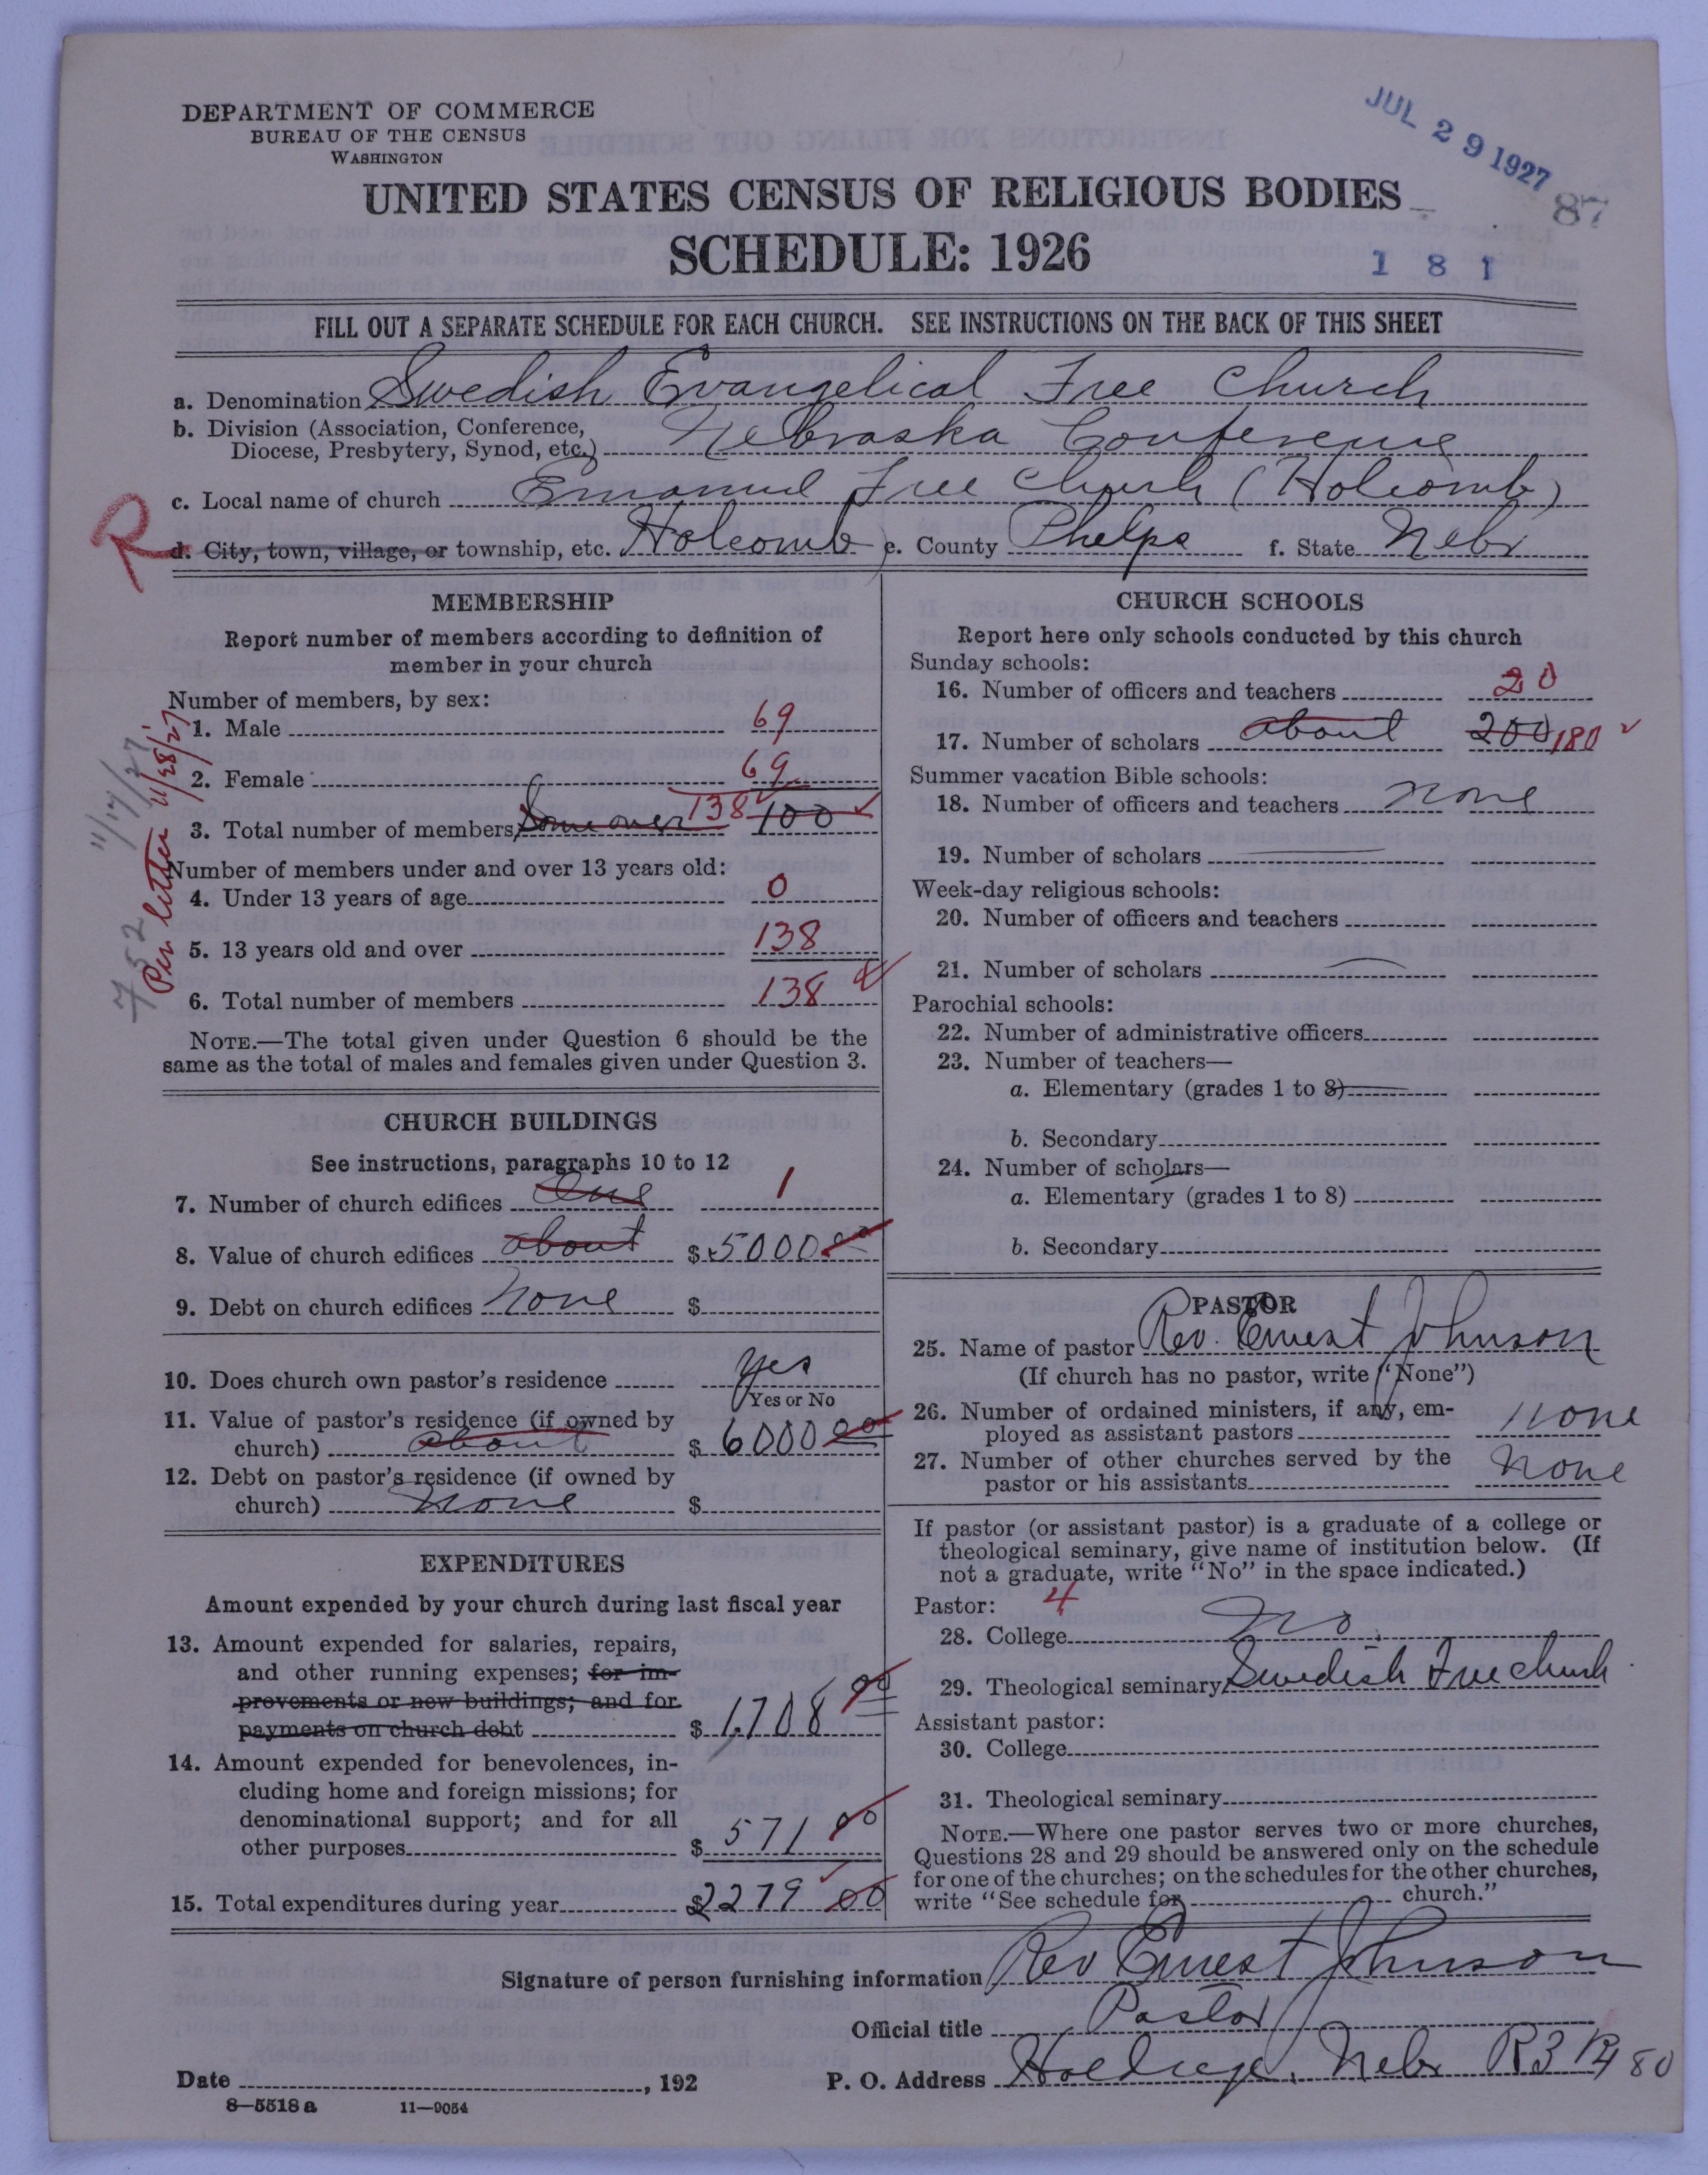 DEPARTMENT OF COMMERCE
BUREAU OF THE CENSUS
WASHINGTON
JUL 29 1927
87
UNITED STATES CENSUS OF RELIGIOUS BODIES
SCHEDULE: 1926
1 8 1
FILL OUT A SEPARATE SCHEDULE FOR EACH CHURCH. SEE INSTRUCTIONS ON THE BACK OF THIS SHEET
a. Denomination Swedish Evangelical Free Church
b. Division (Association, Conference, Diocese, Presbytery, Synod, etc.) Nebraska Conference
c. Local name of church Emanuel Free Church (Holcomb)
R
d. City, town, village, or township, etc. Holcomb e. County Phelps f. State Nebr
MEMBERSHIP
Report number of members according to definition of
member in your church
Number of members, by sex:
1. Male 69
2. Female 69
3. Total number of members, Some over 138 100
Number of members under and over 13 years old:
4. Under 13 years of age 0
5. 13 years old and over 138
6. Total number of members 138
NOTE.—The total given under Question 6 should be the
same as the total of males and females given under Question 3.
Per letter 11/28/27
11/17/27
752
CHURCH BUILDINGS
See instructions, paragraphs 10 to 12
7. Number of church edifices One 1
8. Value of church edifices about $ 5000 00
9. Debt on church edifices None $
10. Does church own pastor's residence Yes
Yes or No
11. Value of pastor's residence (if owned by
church) about $ 6000 00
12. Debt on pastor's residence (if owned by
church) None $
EXPENDITURES
Amount expended by your church during last fiscal year
13. Amount expended for salaries, repairs,
and other running expenses; for im-
provements or new buildings; and for
payments on church debt $ 1,708 00
14. Amount expended for benevolences, in-
cluding home and foreign missions; for
denominational support; and for all
other purposes $ 571 00
15. Total expenditures during year $2279 00
CHURCH SCHOOLS
Report here only schools conducted by this church
Sunday schools:
16. Number of officers and teachers 20
17. Number of scholars about 200 180
Summer vacation Bible schools:
18. Number of officers and teachers None
19. Number of scholars
Week-day religious schools:
20. Number of officers and teachers
21. Number of scholars
Parochial schools:
22. Number of administrative officers
23. Number of teachers—
a. Elementary (grades 1 to 8)
b. Secondary
24. Number of scholars—
a. Elementary (grades 1 to 8)
b. Secondary
PASTOR
25. Name of pastor Rev. Ernest Johnson
(If church has no pastor, write "None")
26. Number of ordained ministers, if any, em-
ployed as assistant pastors None
27. Number of other churches served by the
pastor or his assistants None
If pastor (or assistant pastor) is a graduate of a college or
theological seminary, give name of institution below. (If
not a graduate, write "No" in the space indicated.)
Pastor: 4
28. College No.
29. Theological seminary Swedish Free church
Assistant pastor:
30. College
31. Theological seminary
NOTE.—Where one pastor serves two or more churches,
Questions 28 and 29 should be answered only on the schedule
for one of the churches; on the schedules for the other churches,
write "See schedule for church."
Signature of person furnishing information Rev Ernest Johnson
Official title Pastor
Date , 192
P. O. Address Holdrege, Nebr R3 B 80
8—5518a 11—9054